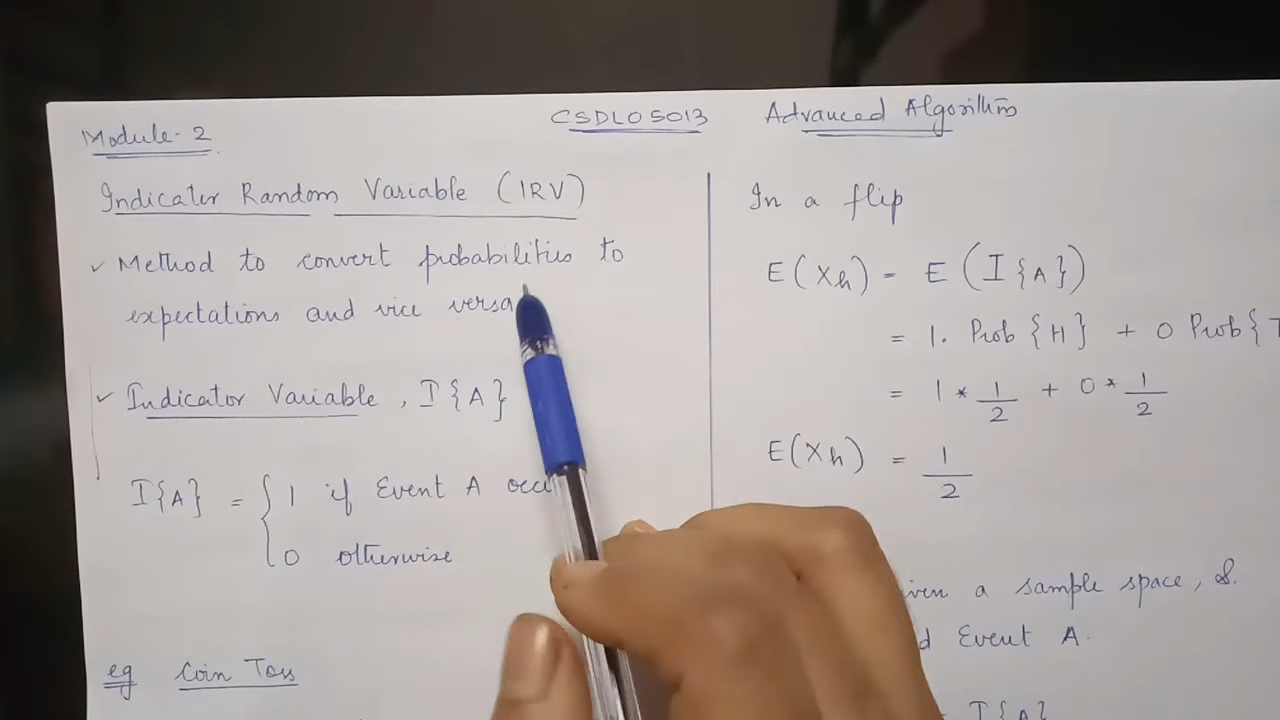 CSDLO5013 Advanced Algorithms
Module-2
Indicator Random Variable (IRV)
✓ Method to convert probabilities to
expectations and vice versa
✓ Indicator Variable, I{A}
I{A} = { 1 if Event A
0 otherwise
eg Coin Toss
In a flip
E(Xh) = E(I{A})
= 1. Prob {H} + 0 Prob{
= 1 * 1/2 + 0 * 1/2
E(Xh) = 1/2
a sample space, S.
Event A.
I{A}